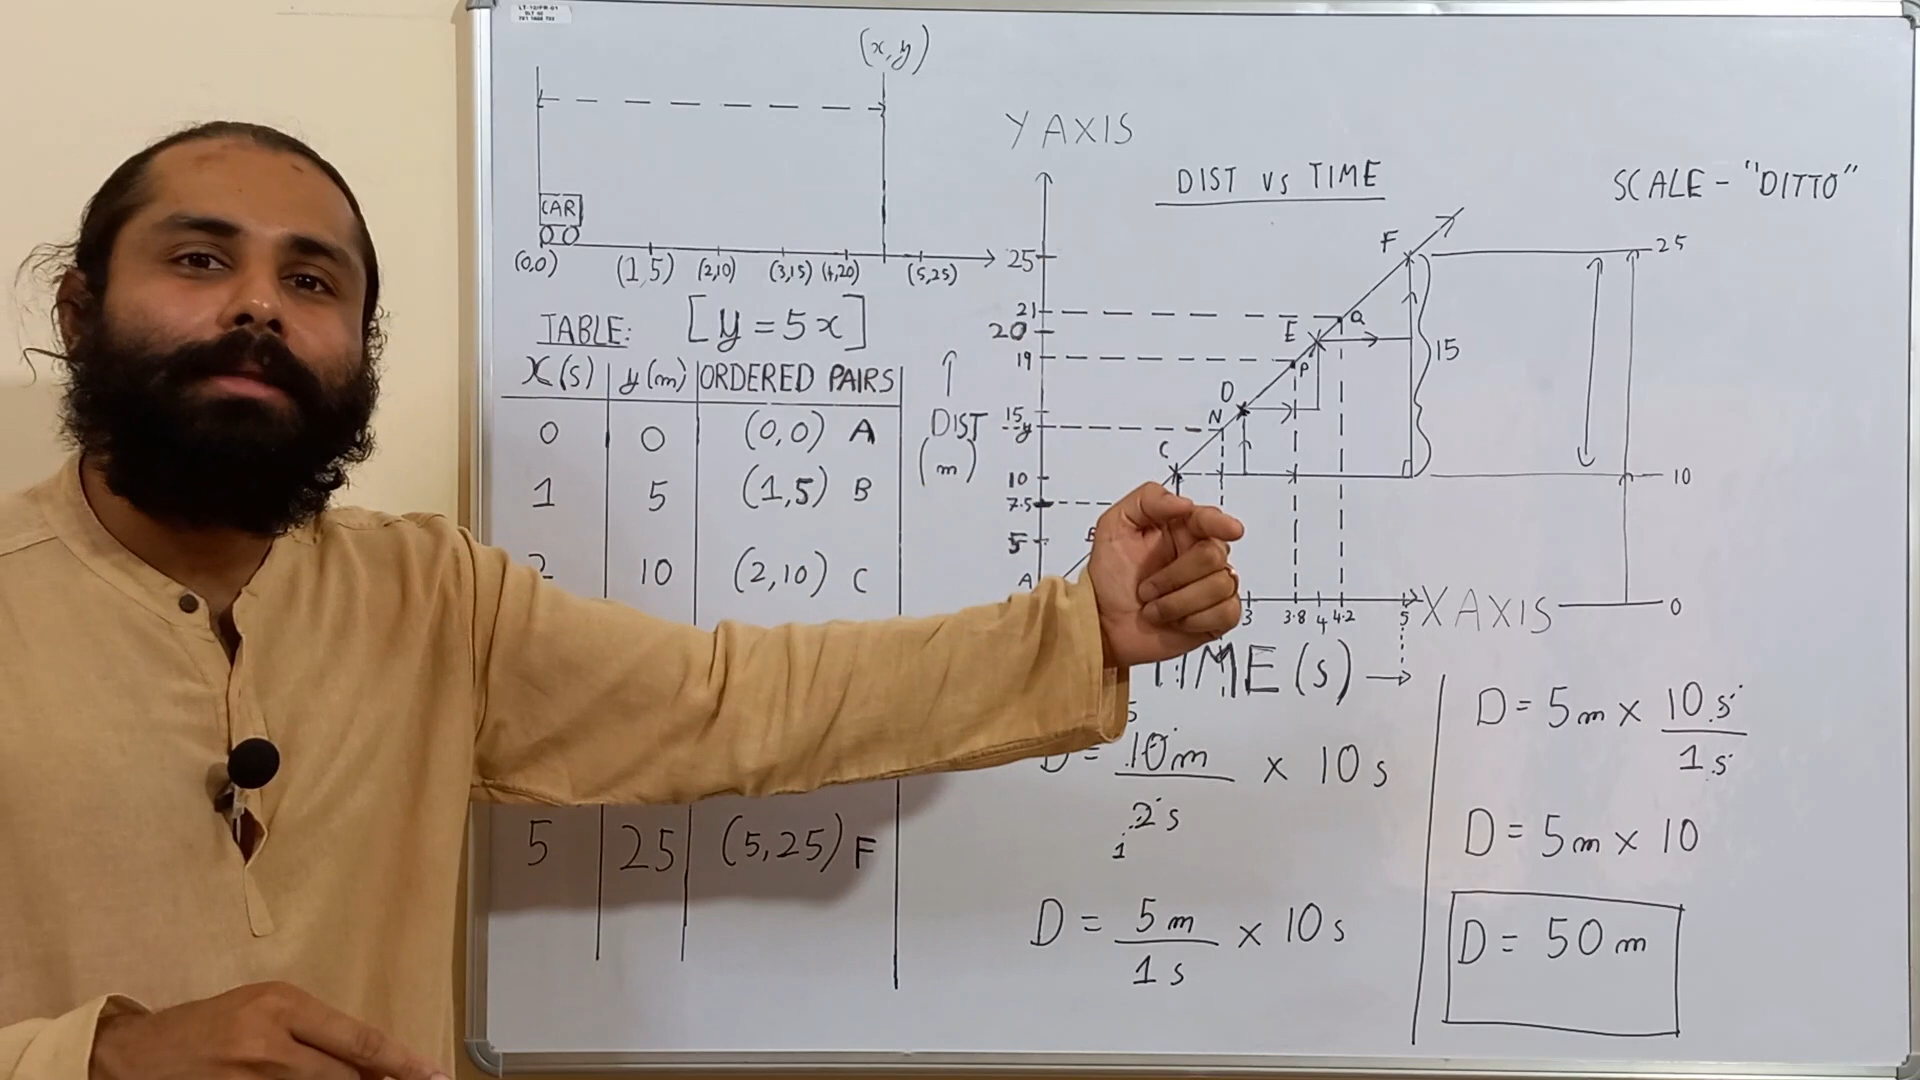 (x,y)
CAR
(0,0) (1,5) (2,10) (3,15) (4,20) (5,25)
TABLE: [y=5x]
x(s) y(m) ORDERED PAIRS
0 0 (0,0) A
1 5 (1,5) B
2 10 (2,10) C
5 25 (5,25) F
Y AXIS
DIST VS TIME
SCALE - "DITTO"
25
21
20
19
15
y
10
7.5
5
DIST
(m)
A
B
C
N
D
P
E
Q
F
15
25
10
0
3 3.8 4 4.2 5
X AXIS
TIME (s)
5
D = 10m × 10 s
2 s
1
D = 5 m × 10 s
1 s
D = 5m × 10 s
1 s
D = 5m × 10
D = 50 m